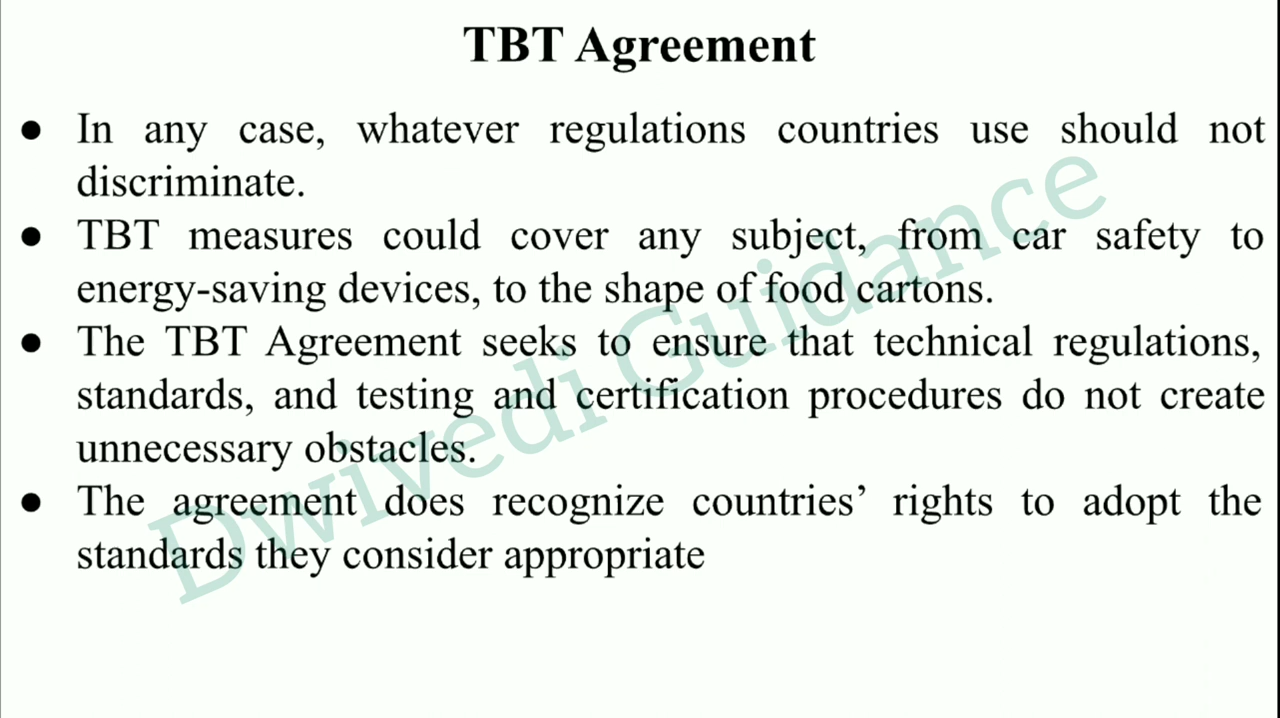 TBT Agreement
● In any case, whatever regulations countries use should not
discriminate.
● TBT measures could cover any subject, from car safety to
energy-saving devices, to the shape of food cartons.
● The TBT Agreement seeks to ensure that technical regulations,
standards, and testing and certification procedures do not create
unnecessary obstacles.
● The agreement does recognize countries’ rights to adopt the
standards they consider appropriate
Dwivedi Guidance